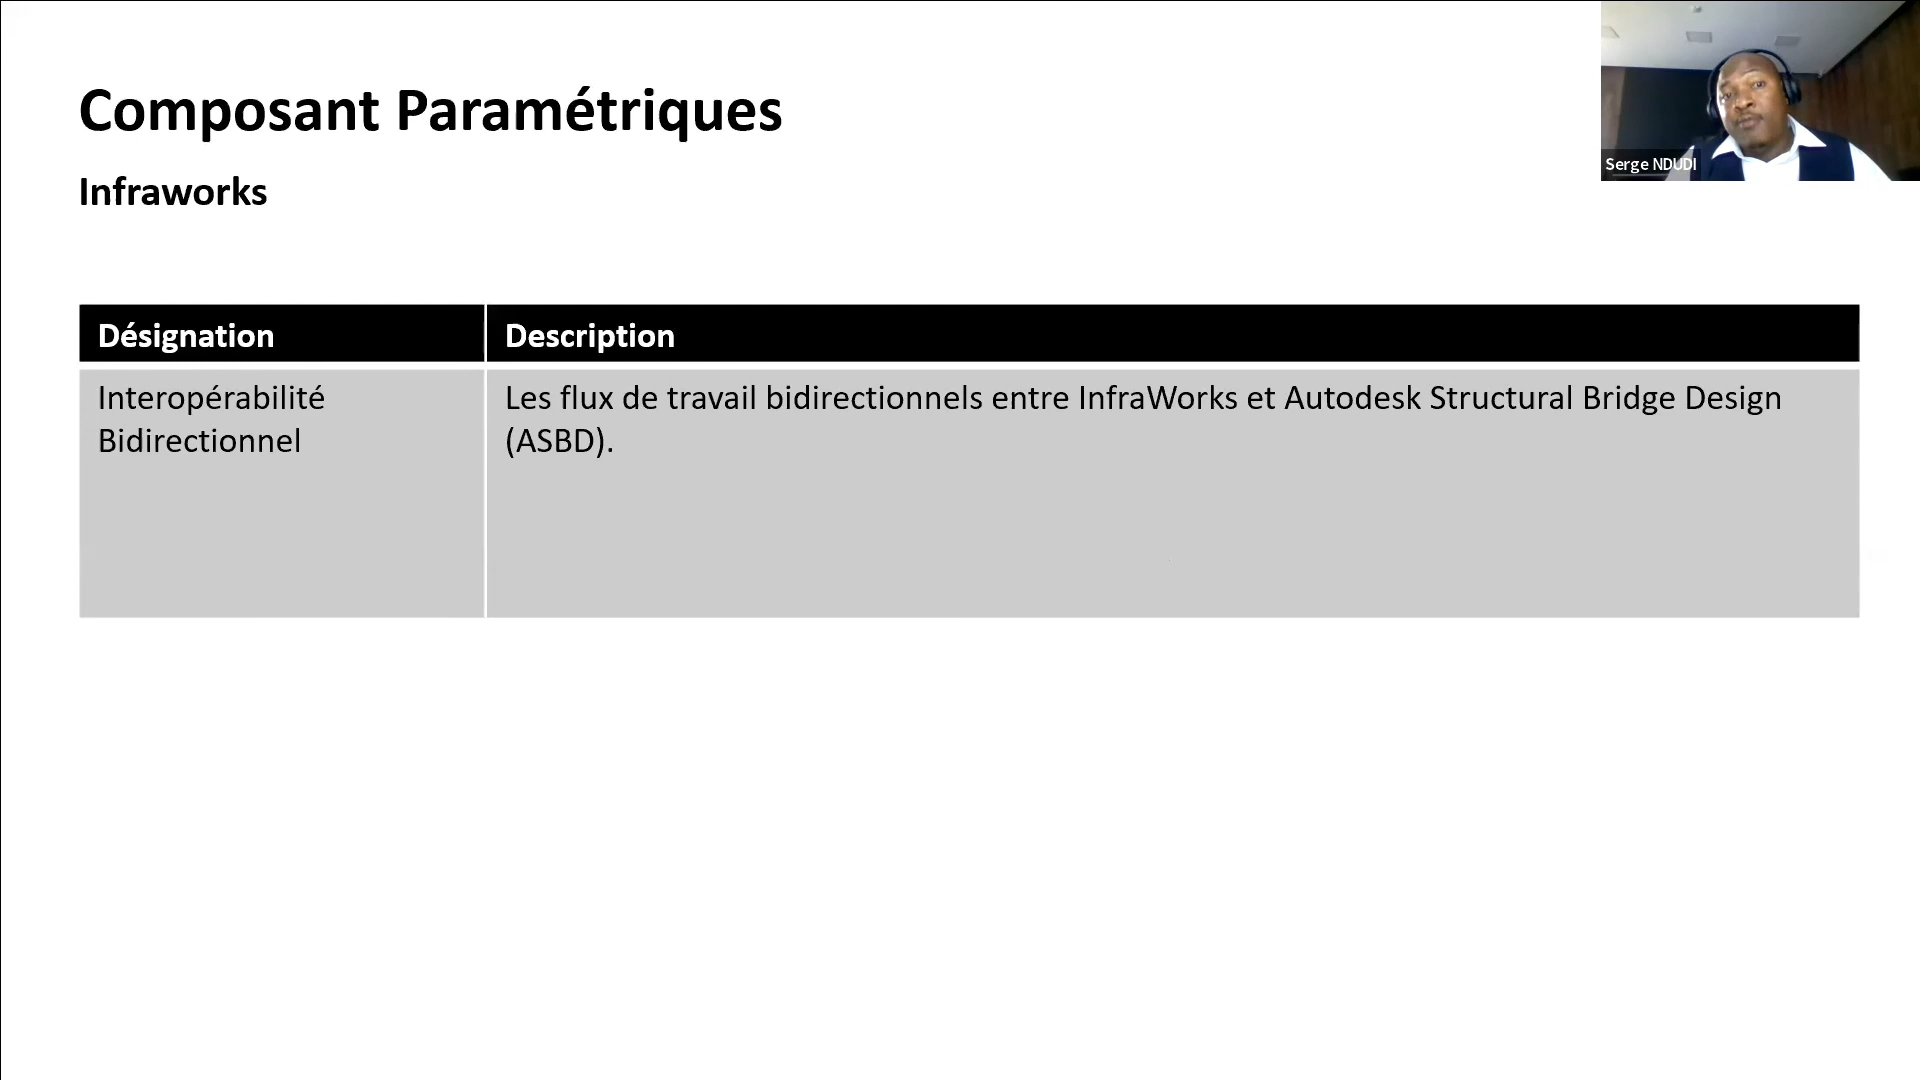 Composant Paramétriques
Serge NDUDI
Infraworks
Désignation
Description
Interopérabilité
Bidirectionnel
Les flux de travail bidirectionnels entre InfraWorks et Autodesk Structural Bridge Design
(ASBD).